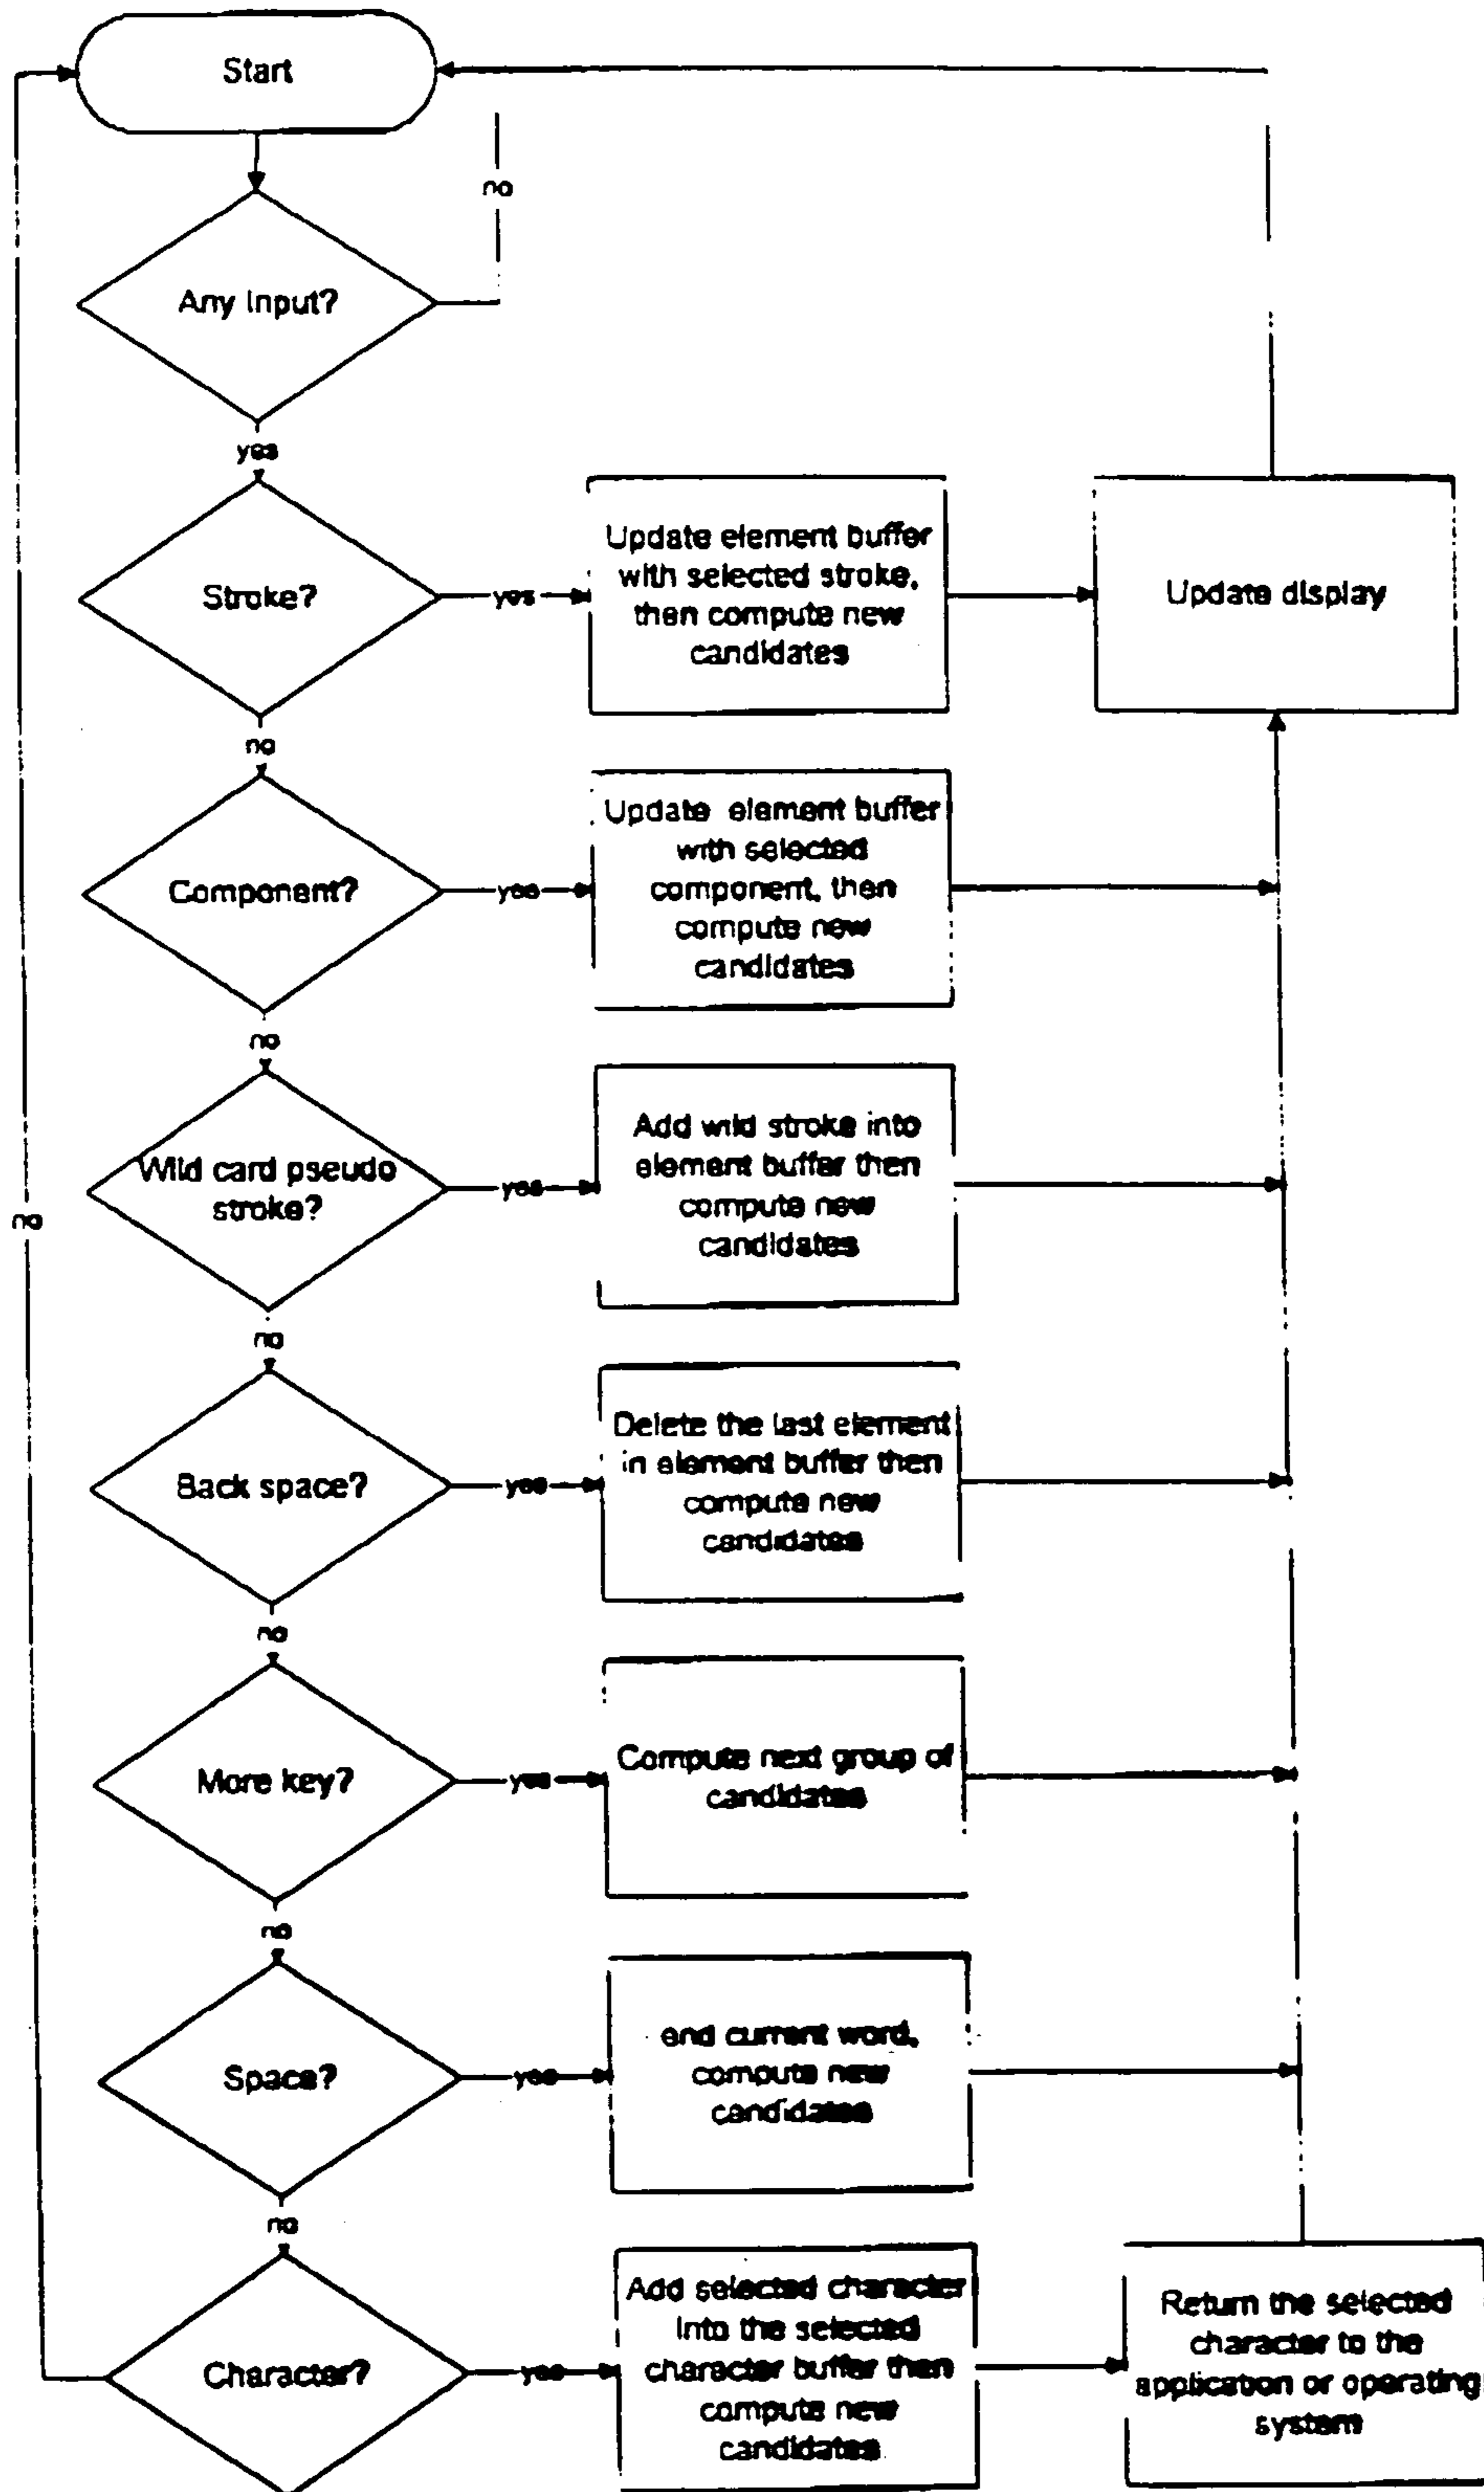 Start
no
Any Input?
yes
Stroke?
yes
Update element buffer
with selected stroke,
then compute new
candidates
Update display
no
Component?
yes
Update element buffer
with selected
component, then
compute new
candidates
no
Wild card pseudo
stroke?
yes
Add wild stroke into
element buffer then
compute new
candidates
no
no
Back space?
yes
Delete the last element
in element buffer then
compute new
candidates
no
More key?
yes
Compute next group of
candidates
no
Space?
yes
end current word,
compute new
candidates
no
Character?
yes
Add selected character
Into the selected
character buffer then
compute new
candidates
Return the selected
character to the
application or operating
system